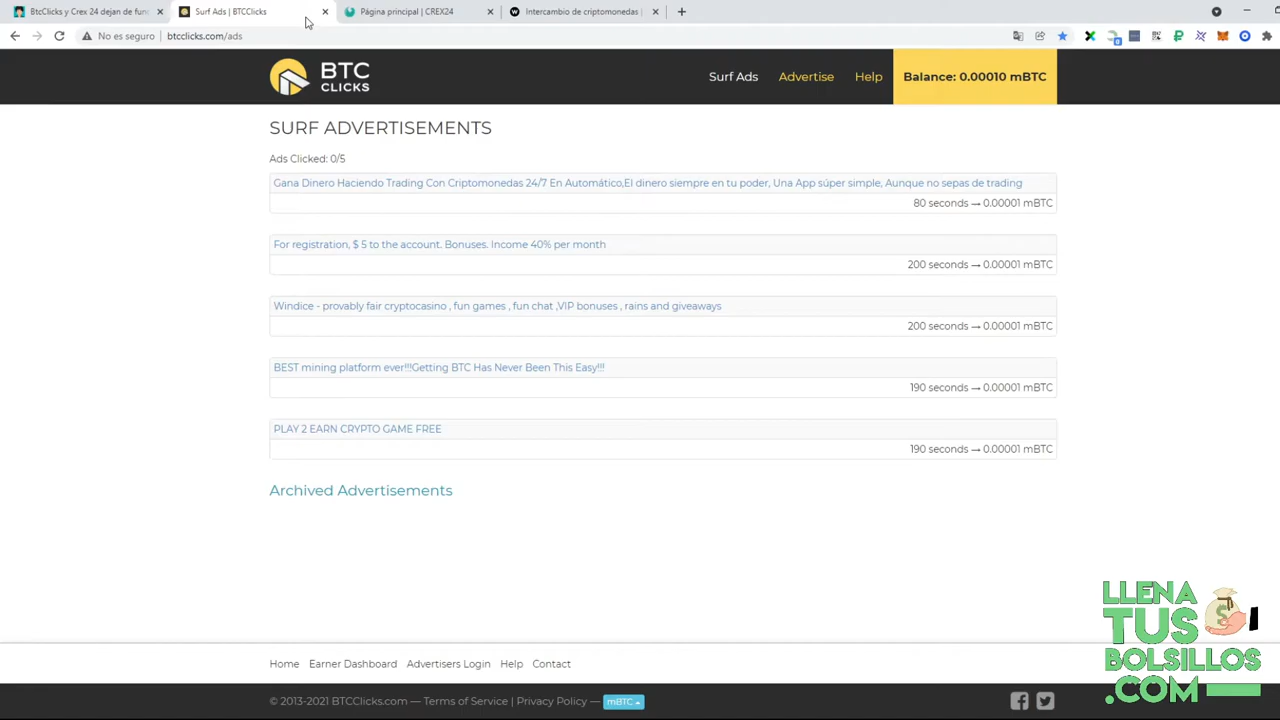 BtcClicks y Crex 24 dejan de fun
Surf Ads | BTCClicks
Página principal | CREX24
Intercambio de criptomonedas |
No es seguro | btcclicks.com/ads
BTC
CLICKS
Surf Ads
Advertise
Help
Balance: 0.00010 mBTC
SURF ADVERTISEMENTS
Ads Clicked: 0/5
Gana Dinero Haciendo Trading Con Criptomonedas 24/7 En Automático,El dinero siempre en tu poder, Una App súper simple, Aunque no sepas de trading
80 seconds → 0.00001 mBTC
For registration, $ 5 to the account. Bonuses. Income 40% per month
200 seconds → 0.00001 mBTC
Windice - provably fair cryptocasino , fun games , fun chat ,VIP bonuses , rains and giveaways
200 seconds → 0.00001 mBTC
BEST mining platform ever!!!Getting BTC Has Never Been This Easy!!!
190 seconds → 0.00001 mBTC
PLAY 2 EARN CRYPTO GAME FREE
190 seconds → 0.00001 mBTC
Archived Advertisements
LLENA
TUS
BOLSILLOS
.COM
Home Earner Dashboard Advertisers Login Help Contact
© 2013-2021 BTCClicks.com — Terms of Service | Privacy Policy — mBTC